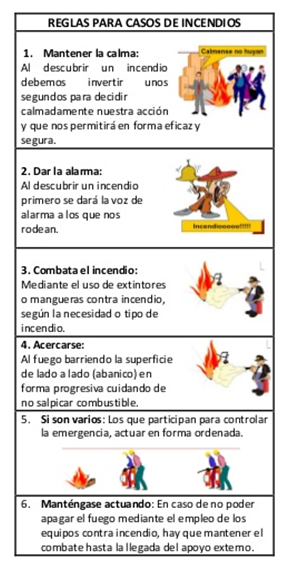 REGLAS PARA CASOS DE INCENDIOS
1. Mantener la calma:
Al descubrir un incendio
debemos invertir unos
segundos para decidir
calmadamente nuestra acción
y que nos permitirá en forma eficaz y
segura.
Calmense no huyan
2. Dar la alarma:
Al descubrir un incendio
primero se dará la voz de
alarma a los que nos
rodean.
Incendiooooo!!!!!
3. Combata el incendio:
Mediante el uso de extintores
o mangueras contra incendio,
según la necesidad o tipo de
incendio.
4. Acercarse:
Al fuego barriendo la superficie
de lado a lado (abanico) en
forma progresiva cuidando de
no salpicar combustible.
5. Si son varios: Los que participan para controlar
la emergencia, actuar en forma ordenada.
6. Manténgase actuando: En caso de no poder
apagar el fuego mediante el empleo de los
equipos contra incendio, hay que mantener el
combate hasta la llegada del apoyo externo.